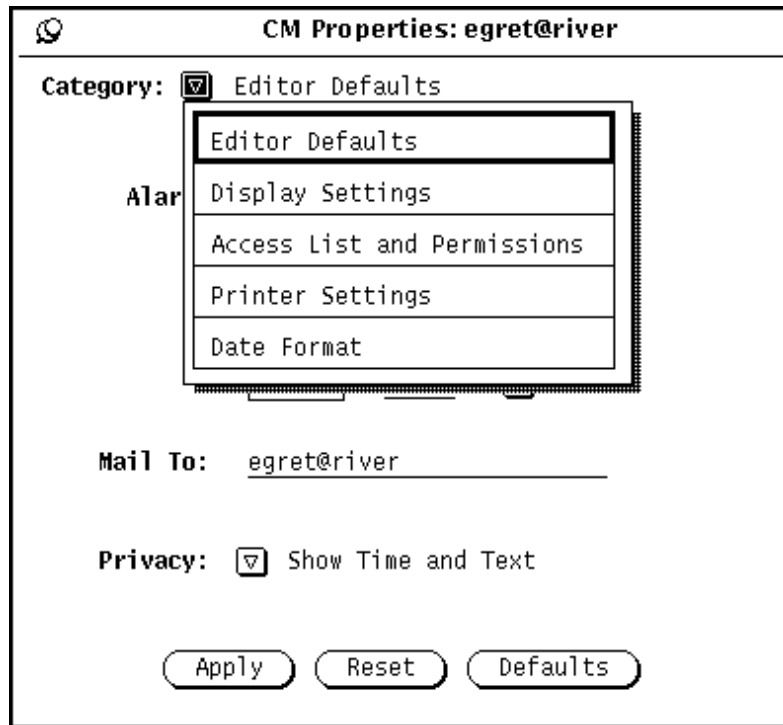 CM Properties: egret@river
Category: Editor Defaults
Editor Defaults
Alar Display Settings
Access List and Permissions
Printer Settings
Date Format
Mail To: egret@river
Privacy: Show Time and Text
Apply Reset Defaults